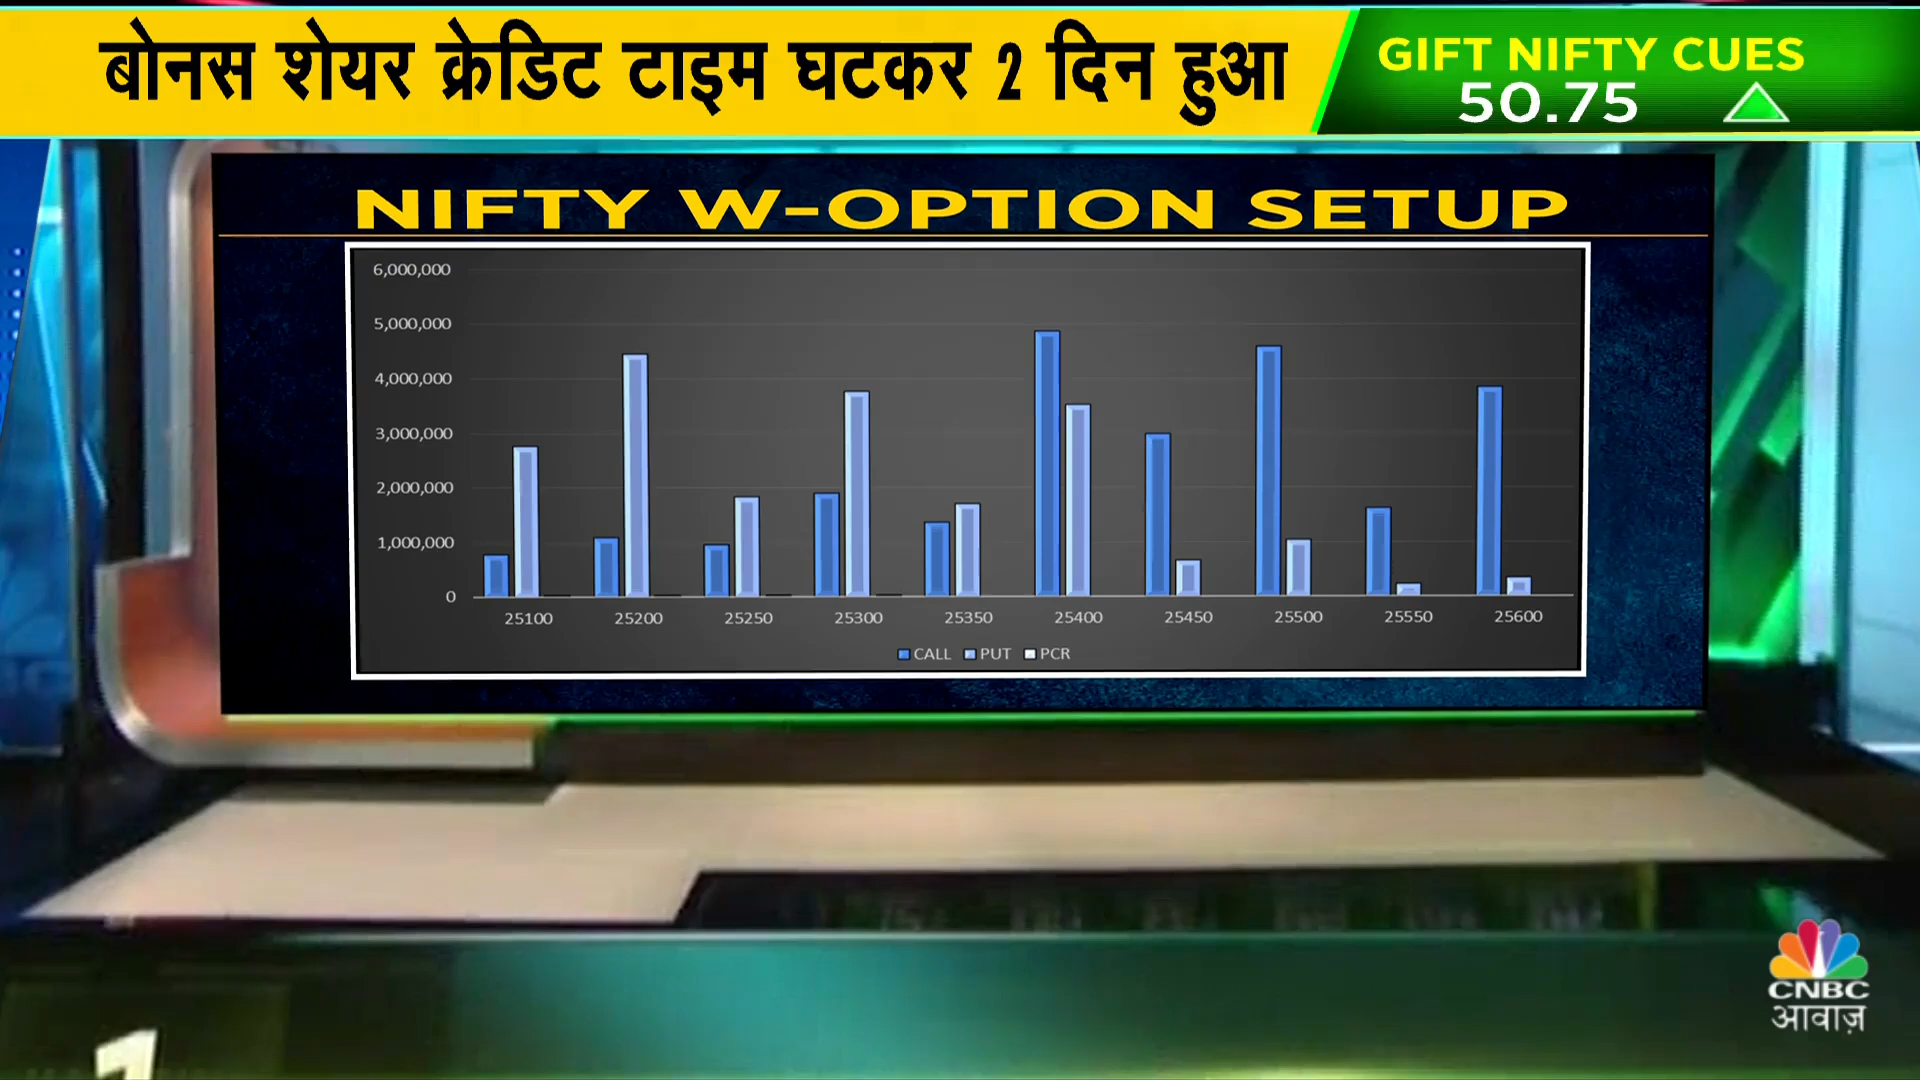 बोनस शेयर क्रेडिट टाइम घटकर 2 दिन हुआ
GIFT NIFTY CUES
50.75
NIFTY W-OPTION SETUP
6,000,000
5,000,000
4,000,000
3,000,000
2,000,000
1,000,000
0
25100 25200 25250 25300 25350 25400 25450 25500 25550 25600
CALL PUT PCR
CNBC
आवाज़
1